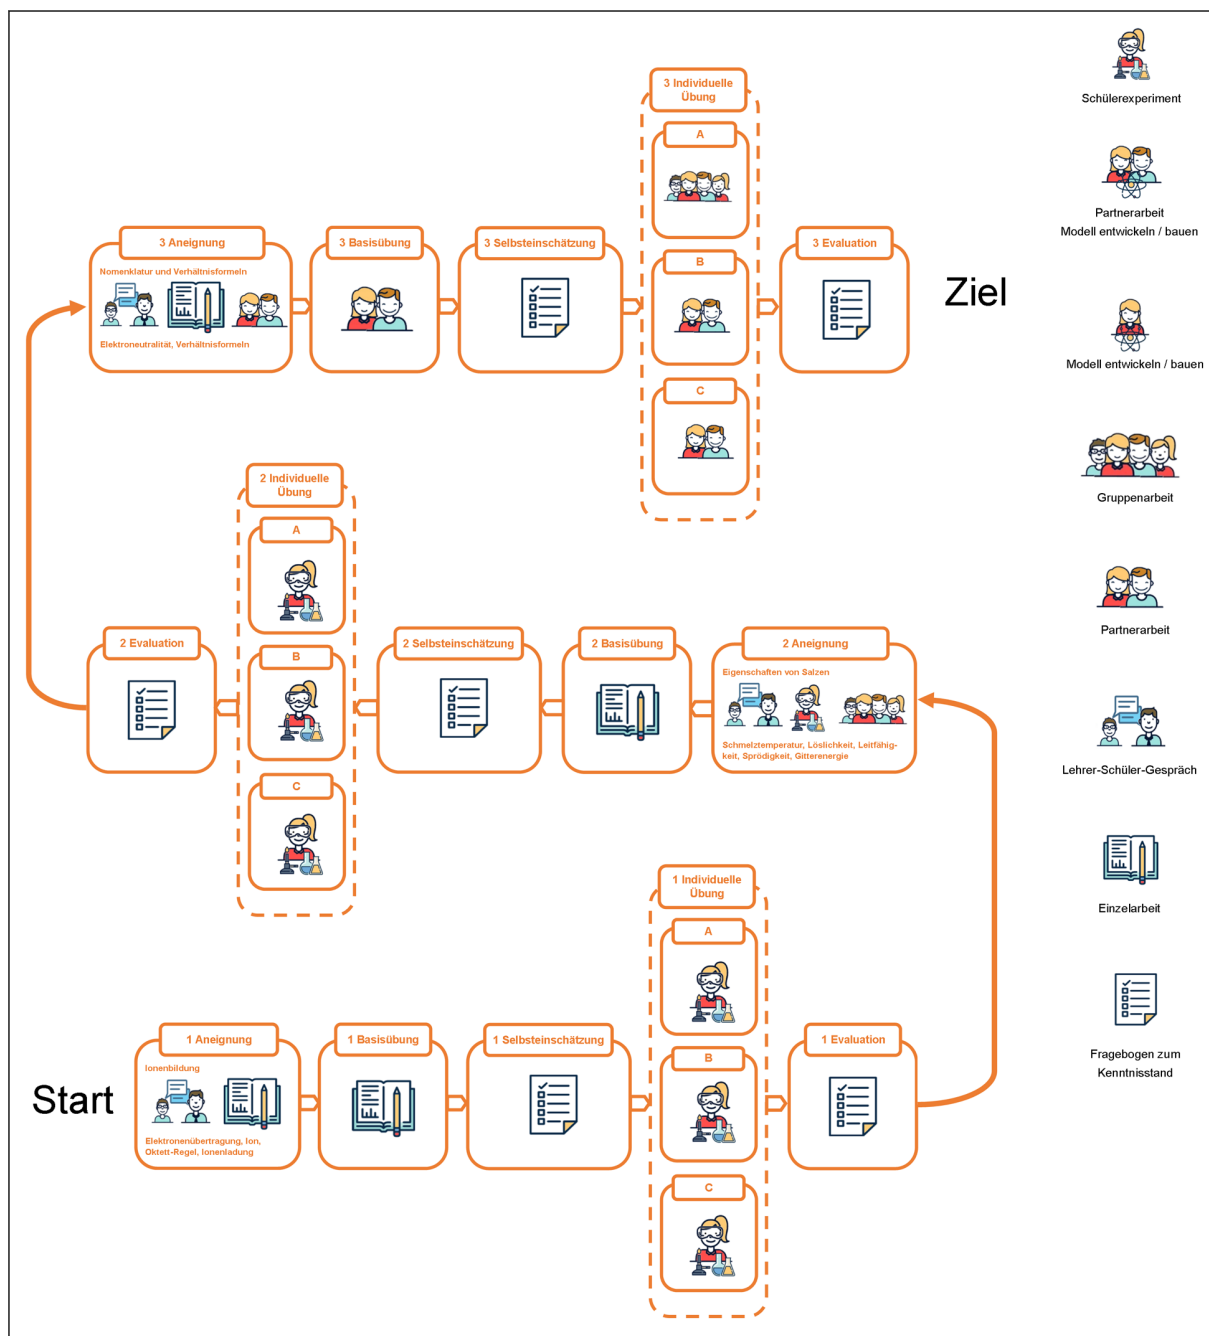 3 Individuelle
Übung
A
B
C
3 Aneignung
Nomenklatur und Verhältnisformeln
Elektroneutralität, Verhältnisformeln
3 Basisübung
3 Selbsteinschätzung
3 Evaluation
Ziel
2 Individuelle
Übung
A
B
C
2 Evaluation
2 Selbsteinschätzung
2 Basisübung
2 Aneignung
Eigenschaften von Salzen
Schmelztemperatur, Löslichkeit, Leitfähig-
keit, Sprödigkeit, Gitterenergie
1 Individuelle
Übung
A
B
C
Start
1 Aneignung
Ionenbildung
Elektronenübertragung, Ion,
Oktett-Regel, Ionenladung
1 Basisübung
1 Selbsteinschätzung
1 Evaluation
Schülerexperiment
Partnerarbeit
Modell entwickeln / bauen
Modell entwickeln / bauen
Gruppenarbeit
Partnerarbeit
Lehrer-Schüler-Gespräch
Einzelarbeit
Fragebogen zum
Kenntnisstand